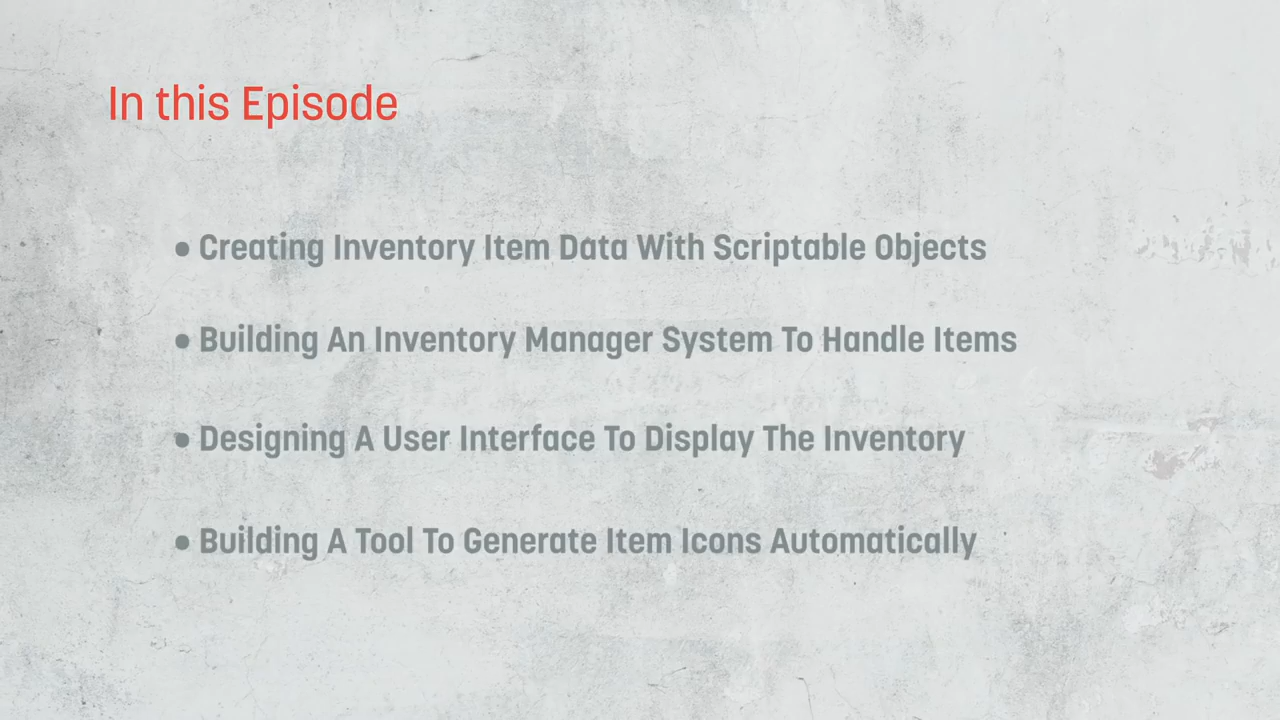 In this Episode
• Creating Inventory Item Data With Scriptable Objects
• Building An Inventory Manager System To Handle Items
• Designing A User Interface To Display The Inventory
• Building A Tool To Generate Item Icons Automatically